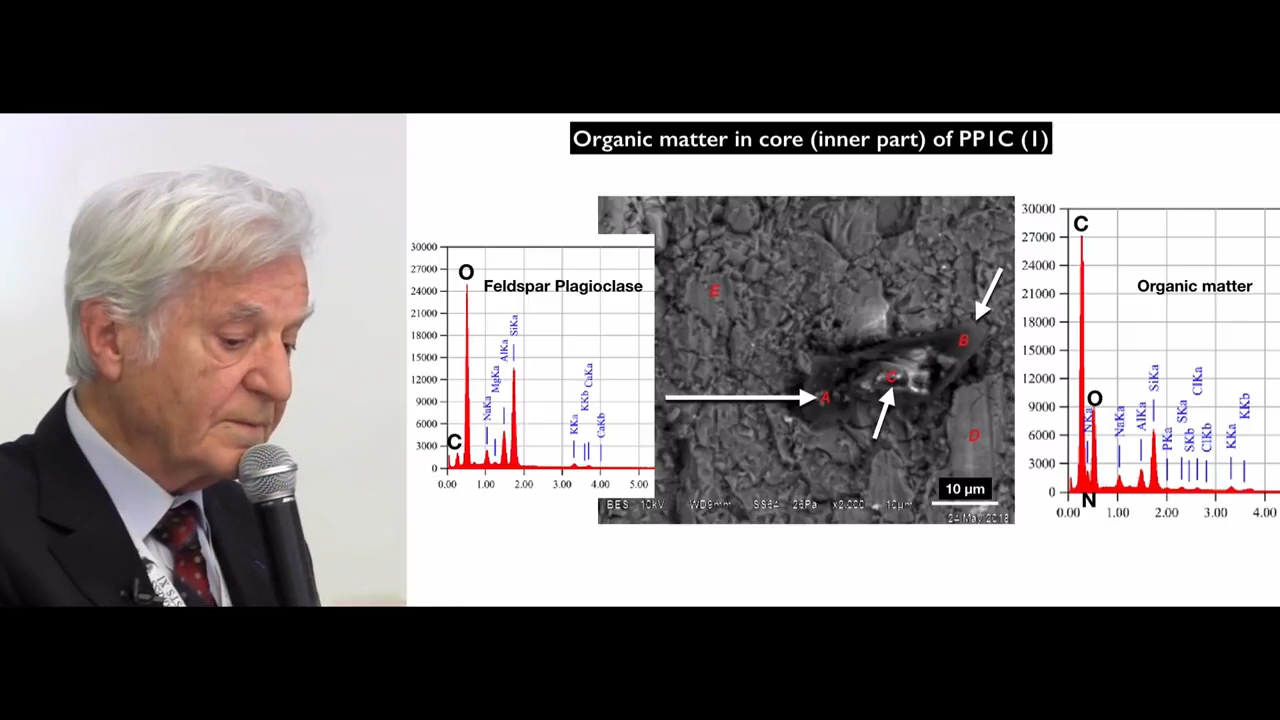 Organic matter in core (inner part) of PP1C (1)
30000
27000
24000
21000
18000
15000
12000
9000
6000
3000
0
0.00 1.00 2.00 3.00 4.00 5.00
C
O
Feldspar Plagioclase
NaKa
MgKa
AlKa
SiKa
KKa
KKb
CaKa
CaKb
E
B
A
C
D
10 µm
BES 10kV WD9mm SS64 26Pa x2,000 10µm
24 May 2018
30000
27000
24000
21000
18000
15000
12000
9000
6000
3000
0
0.00 1.00 2.00 3.00 4.00
C
O
N
Organic matter
NKa
NaKa
AlKa
SiKa
PKa
SKa
SKb
ClKa
ClKb
KKa
KKb